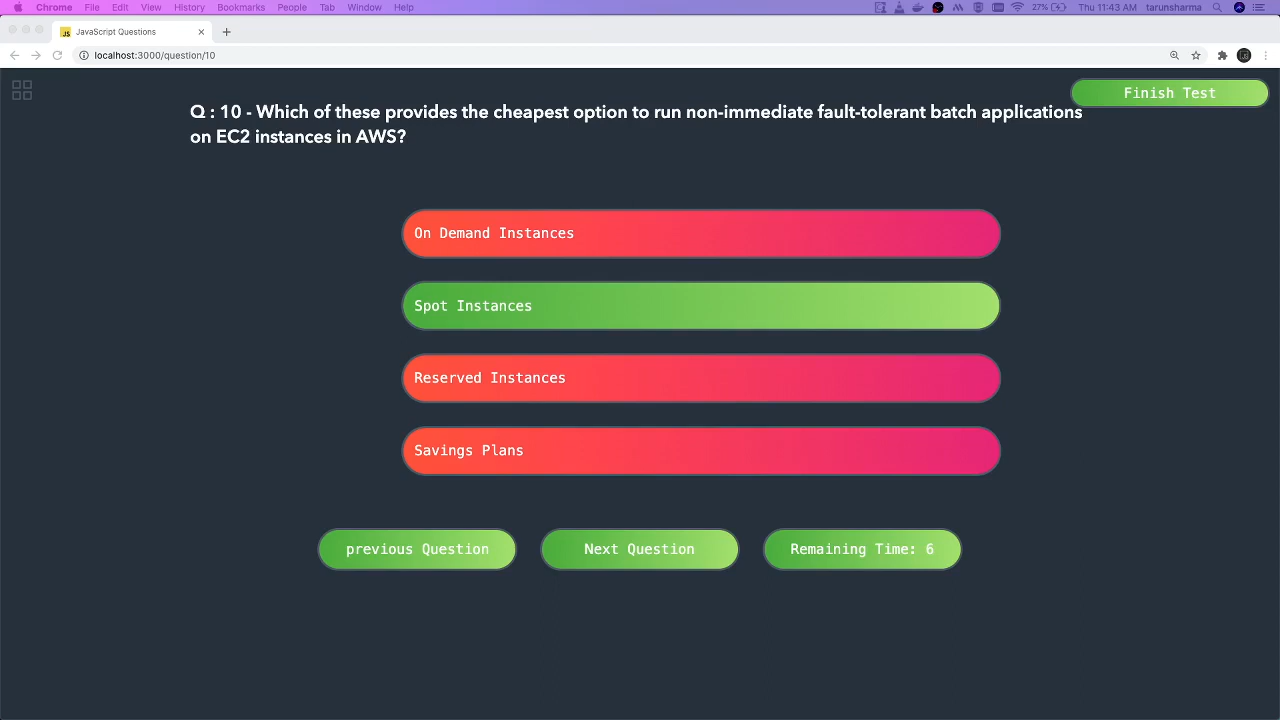 Chrome File Edit View History Bookmarks People Tab Window Help 27% Thu 11:43 AM tarunsharma
JS JavaScript Questions
localhost:3000/question/10
Finish Test
Q : 10 - Which of these provides the cheapest option to run non-immediate fault-tolerant batch applications
on EC2 instances in AWS?
On Demand Instances
Spot Instances
Reserved Instances
Savings Plans
previous Question Next Question Remaining Time: 6